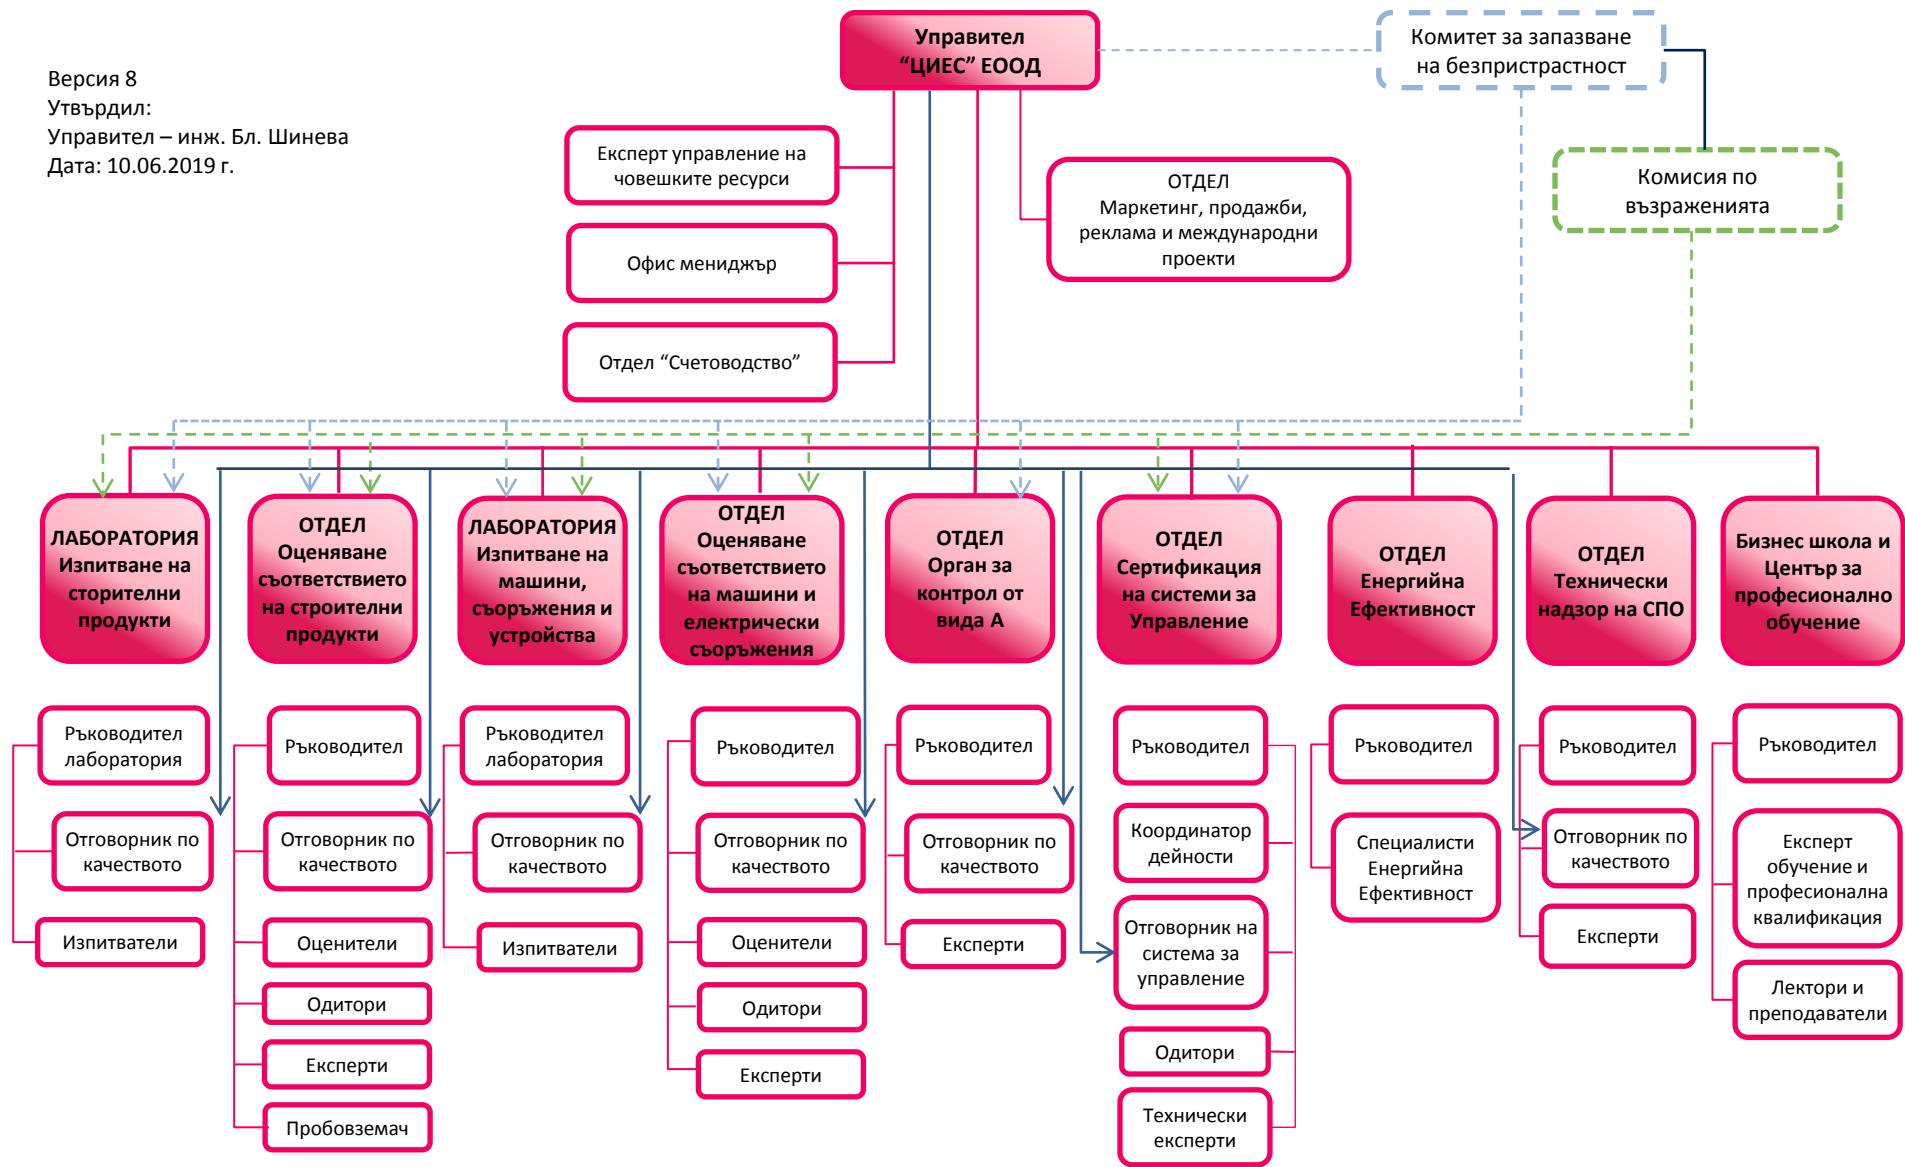 Управител
“ЦИЕС” ЕООД
Комитет за запазване
на безпристрастност
Версия 8
Утвърдил:
Управител – инж. Бл. Шинева
Дата: 10.06.2019 г.
Експерт управление на
човешките ресурси
ОТДЕЛ
Маркетинг, продажби,
реклама и международни
проекти
Комисия по
възраженията
Офис мениджър
Отдел “Счетоводство”
ЛАБОРАТОРИЯ
Изпитване на
сторителни
продукти
ОТДЕЛ
Оценяване
съответствието
на строителни
продукти
ЛАБОРАТОРИЯ
Изпитване на
машини,
съоръжения и
устройства
ОТДЕЛ
Оценяване
съответствието
на машини и
електрически
съоръжения
ОТДЕЛ
Орган за
контрол от
вида А
ОТДЕЛ
Сертификация
на системи за
Управление
ОТДЕЛ
Енергийна
Ефективност
ОТДЕЛ
Технически
надзор на СПО
Бизнес школа и
Център за
професионално
обучение
Ръководител
лаборатория
Отговорник по
качеството
Изпитватели
Ръководител
Отговорник по
качеството
Оценители
Одитори
Експерти
Пробовземач
Ръководител
лаборатория
Отговорник по
качеството
Изпитватели
Ръководител
Отговорник по
качеството
Оценители
Одитори
Експерти
Ръководител
Отговорник по
качеството
Експерти
Ръководител
Координатор
дейности
Отговорник на
система за
управление
Одитори
Технически
експерти
Ръководител
Специалисти
Енергийна
Ефективност
Ръководител
Отговорник по
качеството
Експерти
Ръководител
Експерт
обучение и
професионална
квалификация
Лектори и
преподаватели